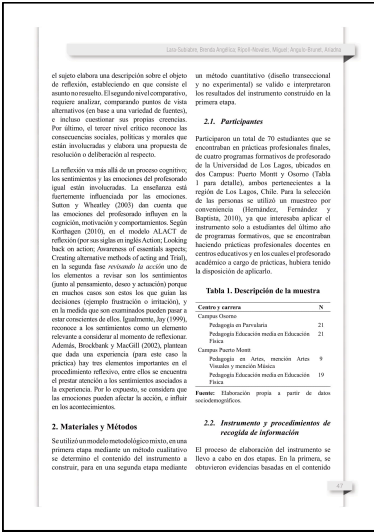 Lara-Subiabre, Brenda Angélica; Ruiz-Novarez, Miguel; Angulo-Brunet, Ariadna
el sujeto elabora una descripción sobre el objeto
de reflexión, estableciendo en que consiste el
asunto no resuelto. El segundo nivel comparativo,
requiere analizar, comparando puntos de vista
alternativos (en base a una variedad de fuentes),
e incluso cuestionar sus propias creencias.
Por último, el tercer nivel crítico reconoce las
consecuencias sociales, políticas y morales que
están involucradas y elabora una propuesta de
resolución o deliberación al respecto.
La reflexión va más allá de un proceso cognitivo;
los sentimientos y las emociones del profesorado
igual están involucradas. La enseñanza está
fuertemente influenciada por las emociones.
Sutton y Wheatley (2003) dan cuenta que
las emociones del profesorado influyen en la
cognición, motivación y comportamientos. Según
Korthagen (2010), en el modelo ALACT de
reflexión (por sus siglas en inglés Action; Looking
back on action; Awareness of essentials aspects;
Creating alternative methods of acting and Trial),
en la segunda fase revisando la acción uno de
los elementos a revisar son los sentimientos
(junto al pensamiento, deseo y actuación) porque
en muchos casos son estos los que guían las
decisiones (ejemplo frustración o irritación), y
en la medida que son examinados pueden pasar a
estar conscientes de ellos. Igualmente, Jay (1999),
reconoce a los sentimientos como un elemento
relevante a considerar al momento de reflexionar.
Además, Brockbank y MacGill (2002), plantean
que dada una experiencia (para este caso la
práctica) hay tres elementos importantes en el
procedimiento reflexivo, entre ellos se encuentra
el prestar atención a los sentimientos asociados a
la experiencia. Por lo expuesto, se considera que
las emociones pueden afectar la acción, e influir
en los acontecimientos.
2. Materiales y Métodos
Se utilizó un modelo metodológico mixto, en una
primera etapa mediante un método cualitativo
se determino el contenido del instrumento a
construir, para en una segunda etapa mediante
un método cuantitativo (diseño transeccional
y no experimental) se valido e interpretaron
los resultados del instrumento construido en la
primera etapa.
2.1. Participantes
Participaron un total de 70 estudiantes que se
encontraban en prácticas profesionales finales,
de cuatro programas formativos de profesorado
de la Universidad de Los Lagos, ubicados en
dos Campus: Puerto Montt y Osorno (Tabla
1 para detalle), ambos pertenecientes a la
región de Los Lagos, Chile. Para la selección
de las personas se utilizó un muestreo por
conveniencia (Hernández, Fernández y
Baptista, 2010), ya que interesaba aplicar el
instrumento solo a estudiantes del último año
de programas formativos, que se encontraban
haciendo prácticas profesionales docentes en
centros educativos y en los cuales el profesorado
académico a cargo de prácticas, hubiera tenido
la disposición de aplicarlo.
Tabla 1. Descripción de la muestra
Centro y carrera N
Campus Osorno
Pedagogía en Parvularia 21
Pedagogía Educación media en Educación 21
Física
Campus Puerto Montt
Pedagogía en Artes, mención Artes 9
Visuales y mención Música
Pedagogía Educación media en Educación 19
Física
Fuente: Elaboración propia a partir de datos
sociodemográficos.
2.2. Instrumento y procedimientos de
recogida de información
El proceso de elaboración del instrumento se
llevo a cabo en dos etapas. En la primera, se
obtuvieron evidencias basadas en el contenido
47